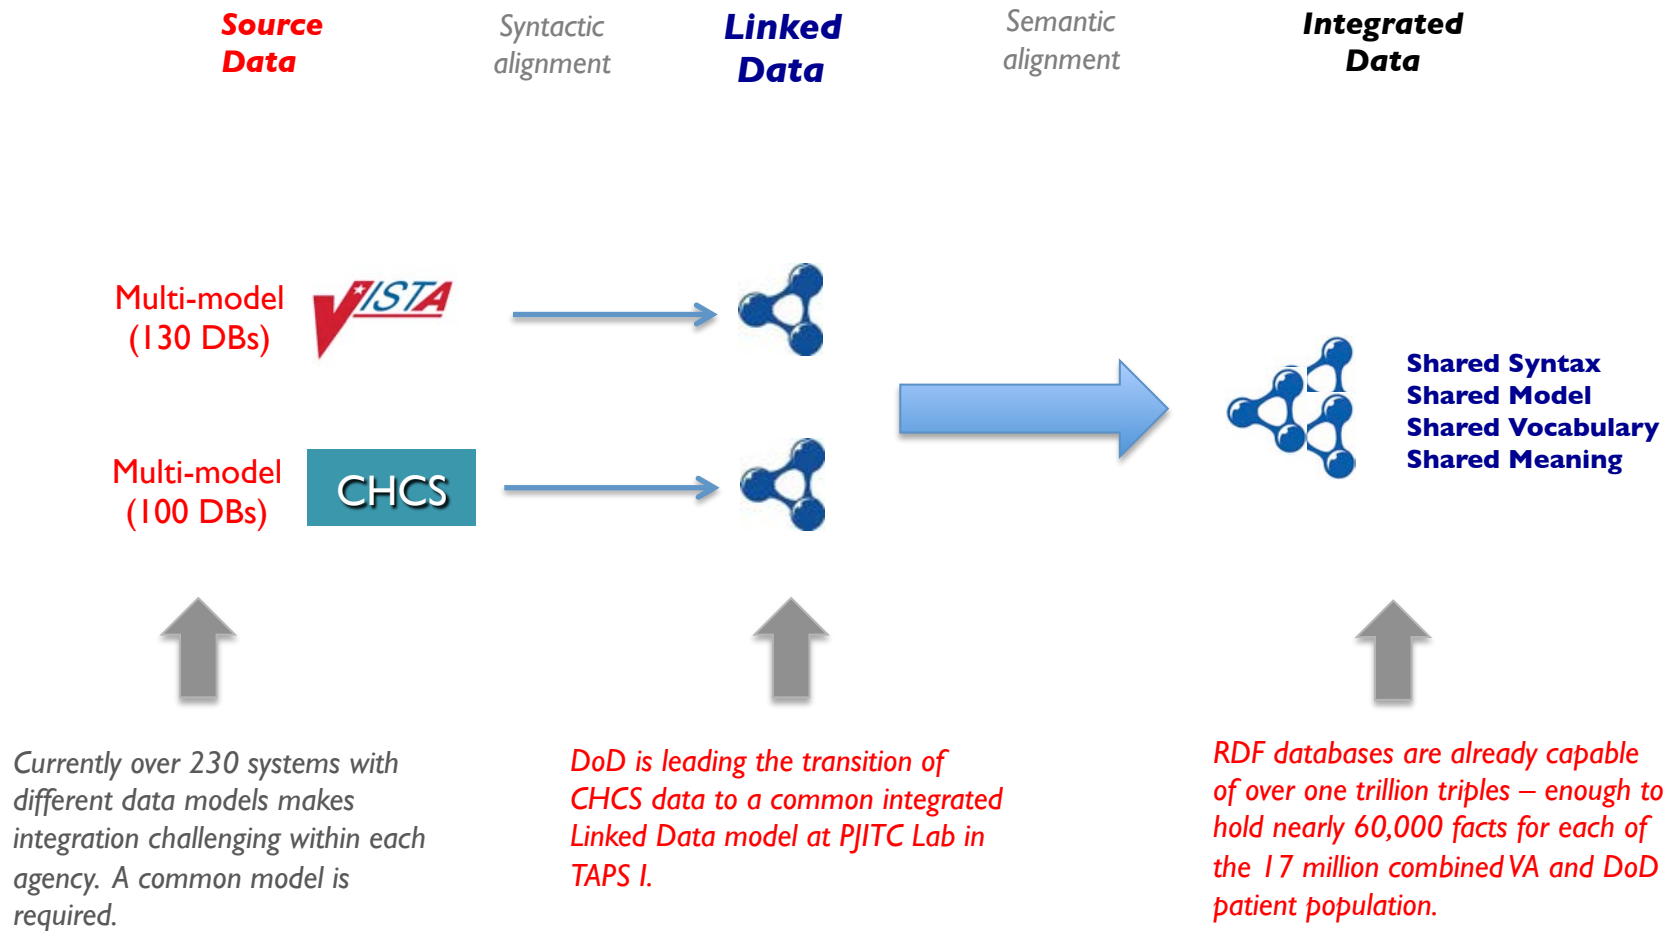 Source
Data
Syntactic
alignment
Linked
Data
Semantic
alignment
Integrated
Data
Multi-model
(130 DBs)
VISTA
Multi-model
(100 DBs)
CHCS
Shared Syntax
Shared Model
Shared Vocabulary
Shared Meaning
Currently over 230 systems with
different data models makes
integration challenging within each
agency. A common model is
required.
DoD is leading the transition of
CHCS data to a common integrated
Linked Data model at PJITC Lab in
TAPS I.
RDF databases are already capable
of over one trillion triples – enough to
hold nearly 60,000 facts for each of
the 17 million combined VA and DoD
patient population.